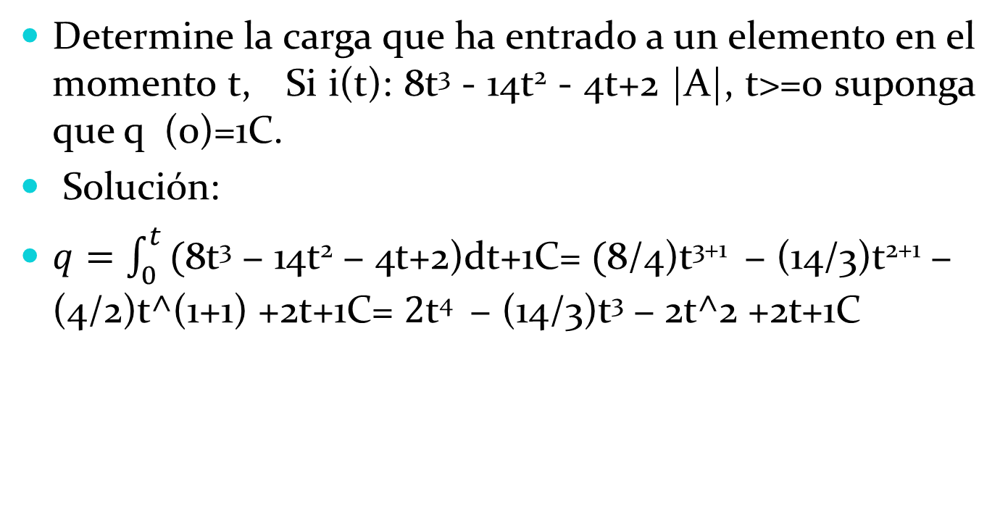 • Determine la carga que ha entrado a un elemento en el
momento t, Si i(t): 8t³ - 14t² - 4t+2 |A|, t>=0 suponga
que q (0)=1C.
• Solución:
• q = ∫₀ᵗ (8t³ – 14t² – 4t+2)dt+1C= (8/4)t³⁺¹ – (14/3)t²⁺¹ –
(4/2)t^(1+1) +2t+1C= 2t⁴ – (14/3)t³ – 2t^2 +2t+1C